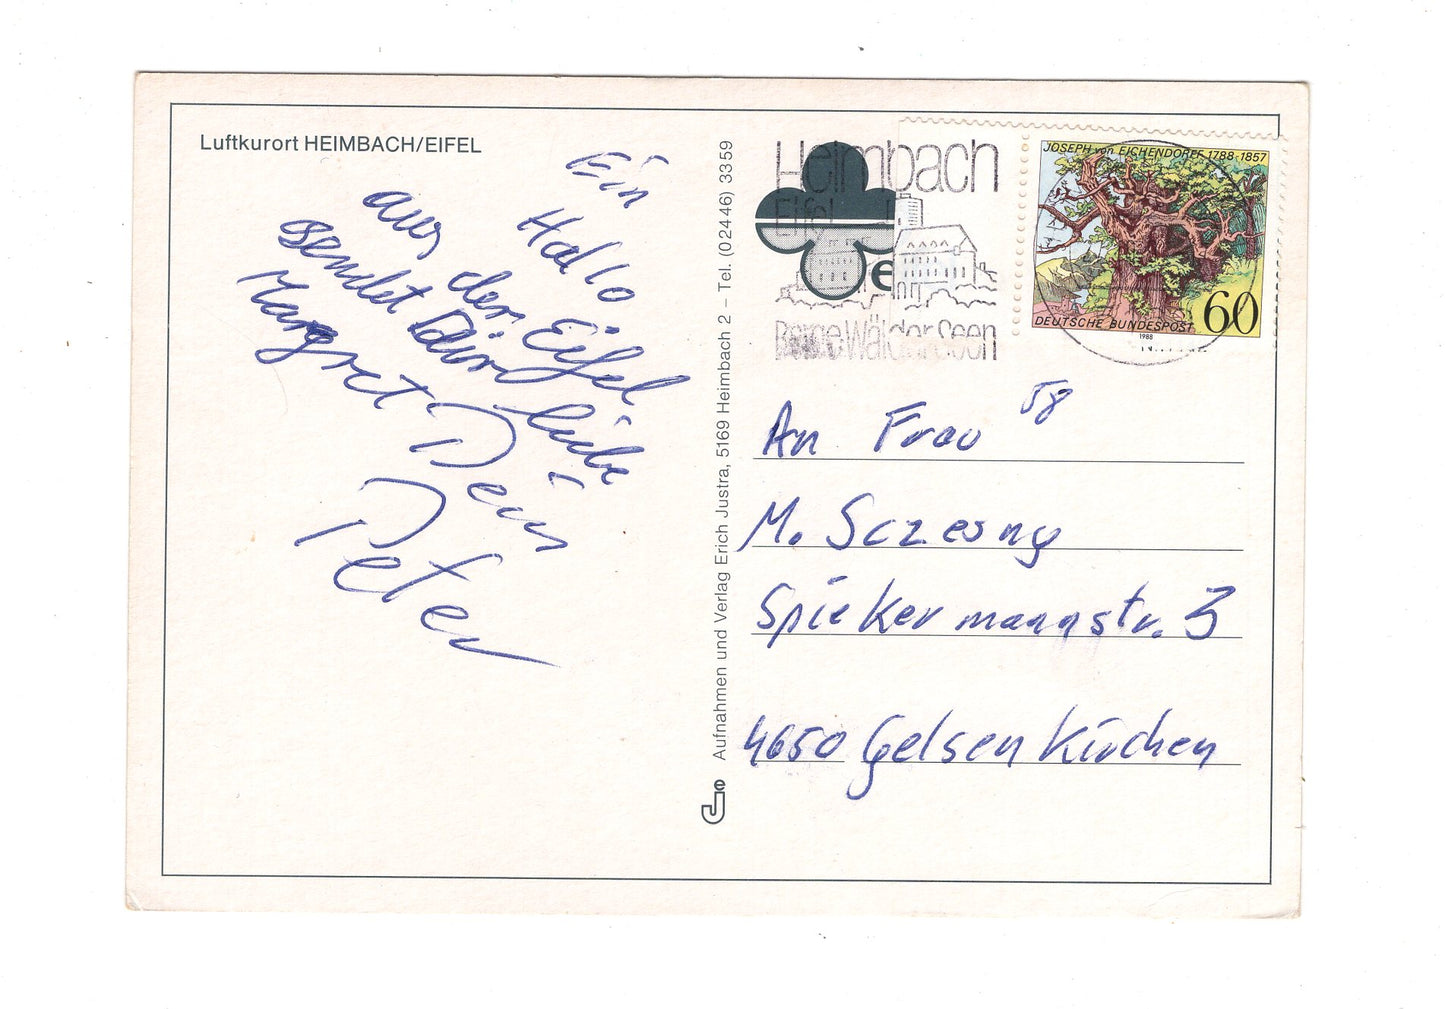 Luftkurort HEIMBACH/EIFEL
Ein
Hallo
aus der Eifel
sendet Dir liebe
Margret Dein
Peter
Aufnahmen und Verlag Erich Justra, 5169 Heimbach 2 – Tel. (02446) 3359
Heimbach
Eifel
Berge Wälder Seen
JOSEPH von EICHENDORFF 1788-1857
60
DEUTSCHE BUNDESPOST
1988
58
An Frau
M. Sczesny
Spiekermannstr. 3
4650 Gelsenkirchen